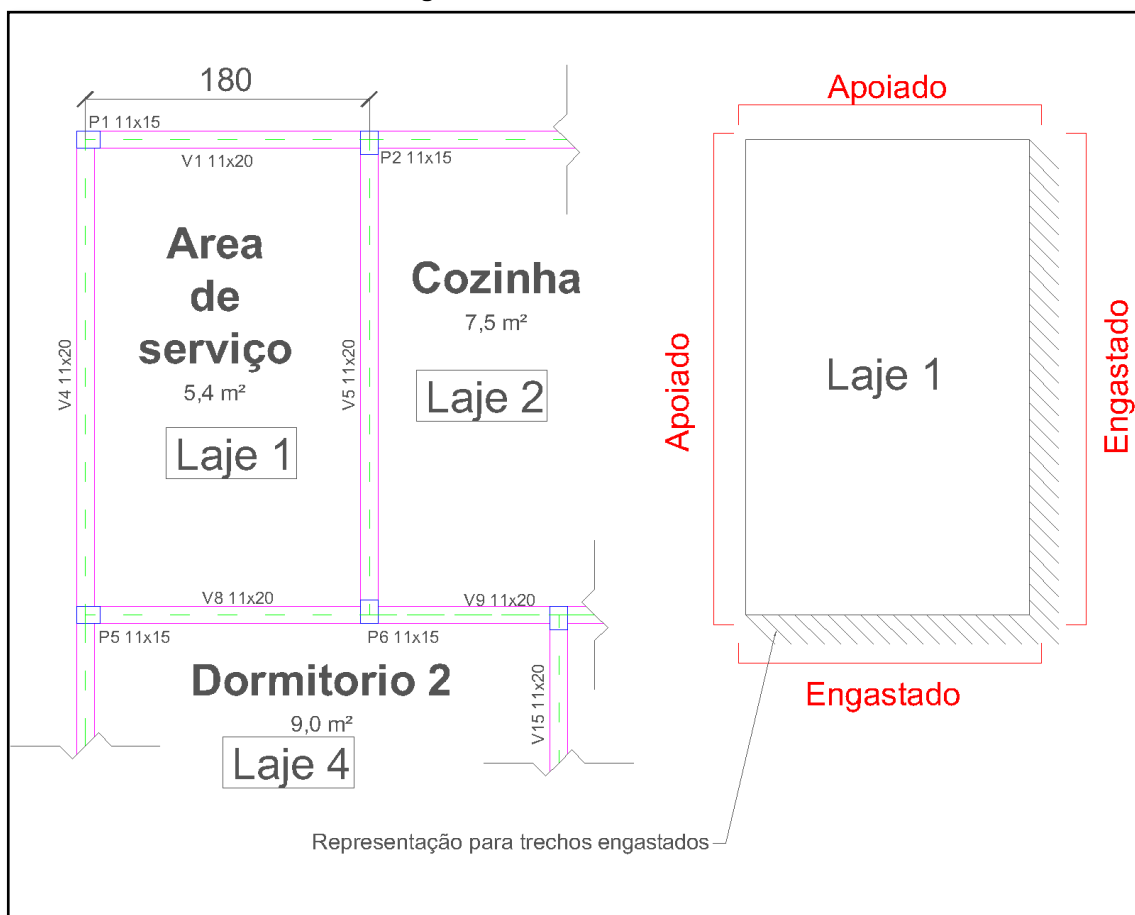 180
P1 11x15
V1 11x20
P2 11x15
Area
de
serviço
5,4 m²
Laje 1
V4 11x20
V5 11x20
Cozinha
7,5 m²
Laje 2
V8 11x20
V9 11x20
P5 11x15
P6 11x15
Dormitorio 2
9,0 m²
Laje 4
V15 11x20
Apoiado
Apoiado
Laje 1
Engastado
Engastado
Representação para trechos engastados